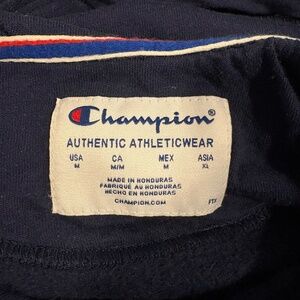 Champion
AUTHENTIC ATHLETICWEAR
USA CA MEX ASIA
M M/M M XL
MADE IN HONDURAS
FABRIQUÉ AU HONDURAS
HECHO EN HONDURAS
CHAMPION.COM